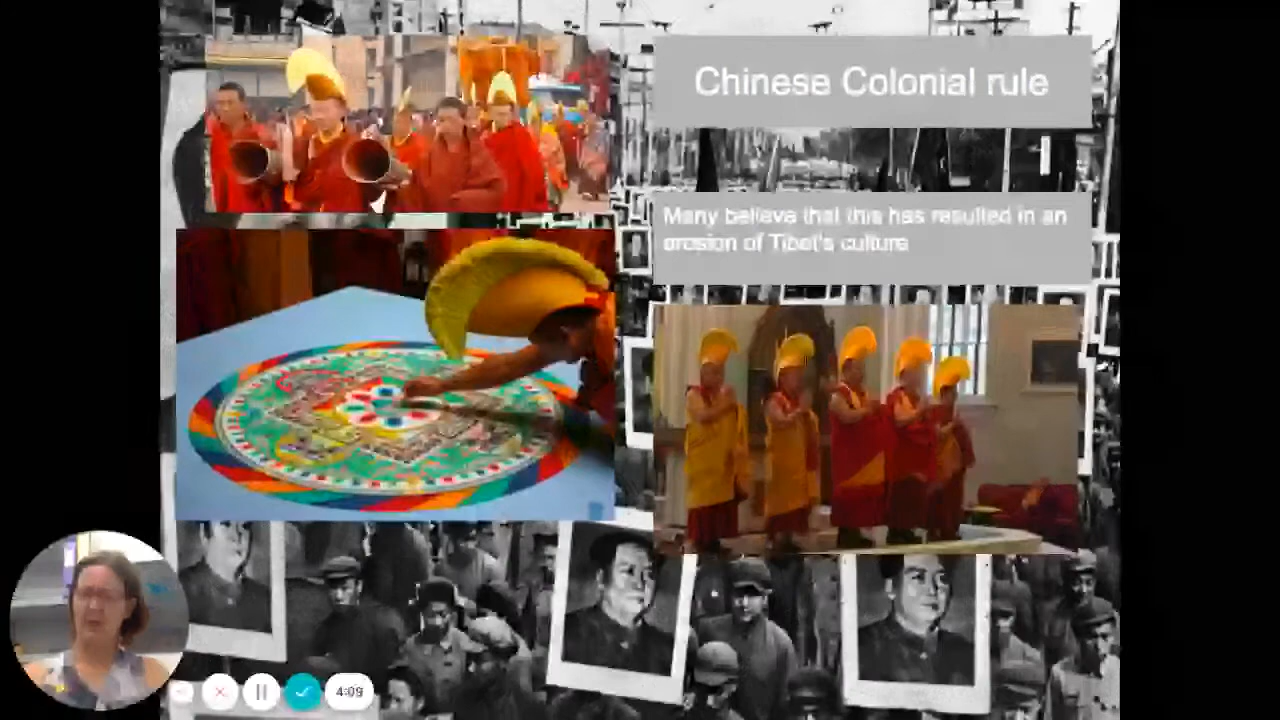 Chinese Colonial rule
Many believe that this has resulted in an
erosion of Tibet's culture
4:09